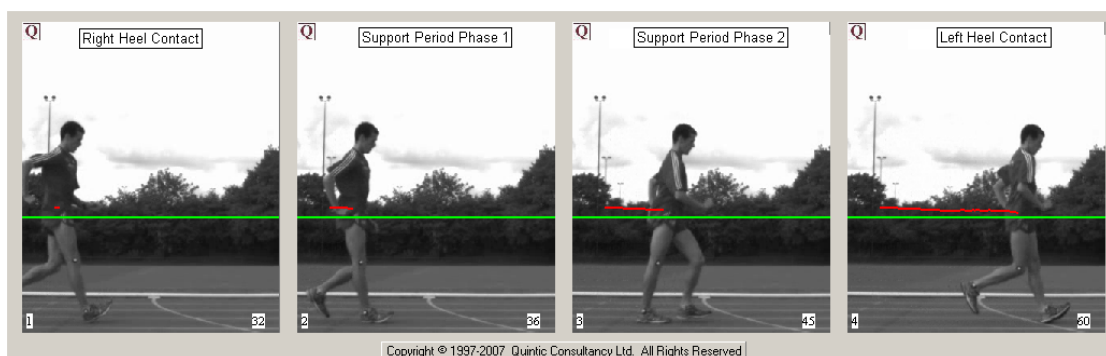 Q
Right Heel Contact
1
32
Q
Support Period Phase 1
2
36
Q
Support Period Phase 2
3
45
Q
Left Heel Contact
4
60
Copyright © 1997-2007 Quintic Consultancy Ltd. All Rights Reserved